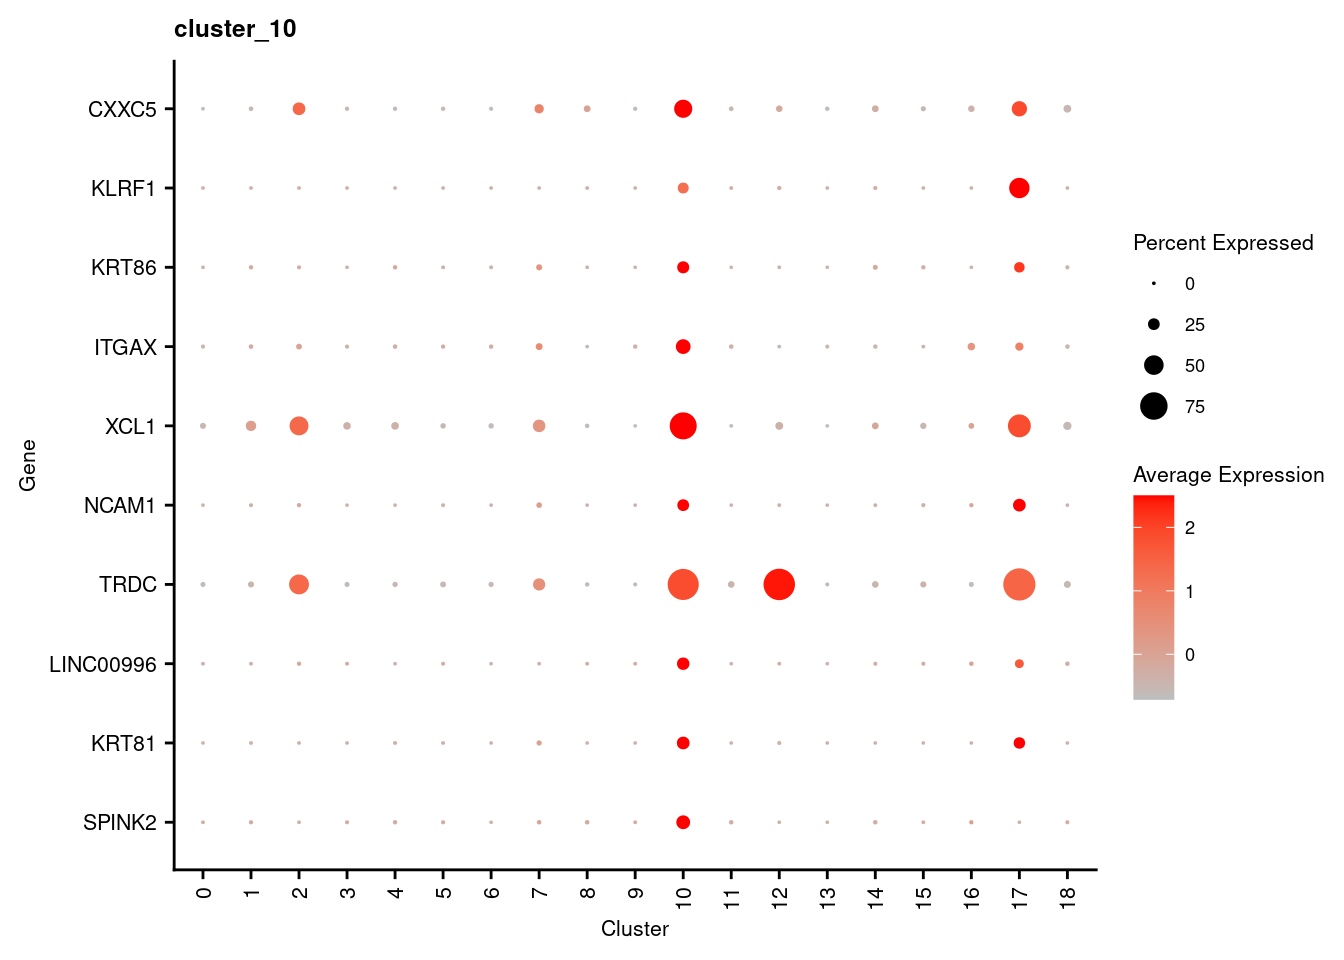 cluster_10
CXXC5
KLRF1
KRT86
ITGAX
XCL1
NCAM1
TRDC
LINC00996
KRT81
SPINK2
Gene
0 1 2 3 4 5 6 7 8 9 10 11 12 13 14 15 16 17 18
Cluster
Percent Expressed
0
25
50
75
Average Expression
2
1
0